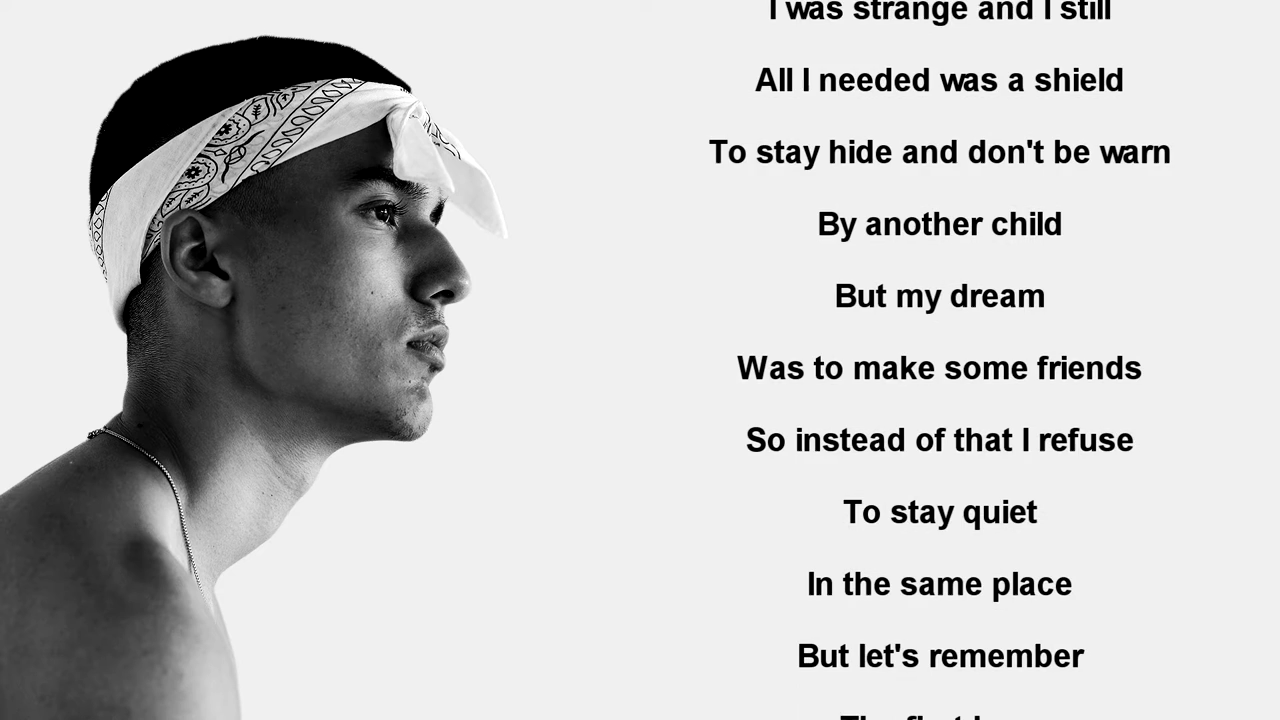 I was strange and I still
All I needed was a shield
To stay hide and don't be warn
By another child
But my dream
Was to make some friends
So instead of that I refuse
To stay quiet
In the same place
But let's remember
The first